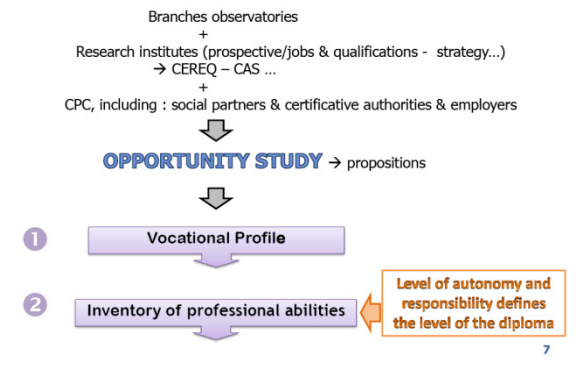 Branches observatories
+
Research institutes (prospective/jobs & qualifications - strategy...)
→ CEREQ – CAS ...
+
CPC, including : social partners & certificative authorities & employers
OPPORTUNITY STUDY → propositions
1 Vocational Profile
2 Inventory of professional abilities
Level of autonomy and
responsibility defines
the level of the diploma
7